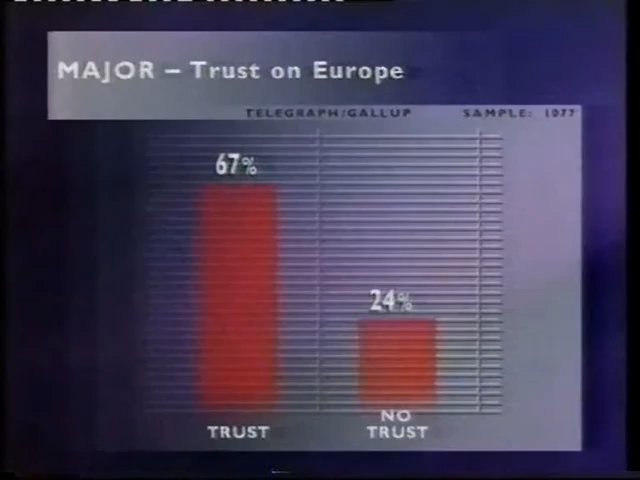 MAJOR – Trust on Europe
TELEGRAPH/GALLUP SAMPLE: 1077
67%
24%
TRUST
NO
TRUST